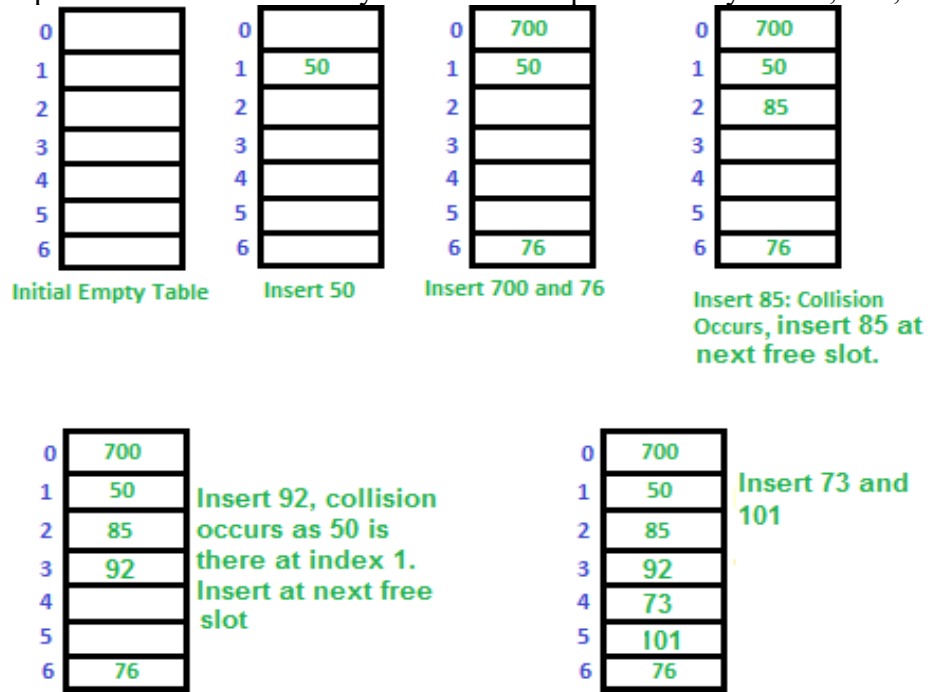 0 0 0 700 0 700
1 1 50 1 50 1 50
2 2 2 2 85
3 3 3 3
4 4 4 4
5 5 5 5
6 6 6 76 6 76
Initial Empty Table
Insert 50
Insert 700 and 76
Insert 85: Collision
Occurs, insert 85 at
next free slot.
0 700
1 50
2 85
3 92
4
5
6 76
Insert 92, collision
occurs as 50 is
there at index 1.
Insert at next free
slot
0 700
1 50
2 85
3 92
4 73
5 101
6 76
Insert 73 and
101